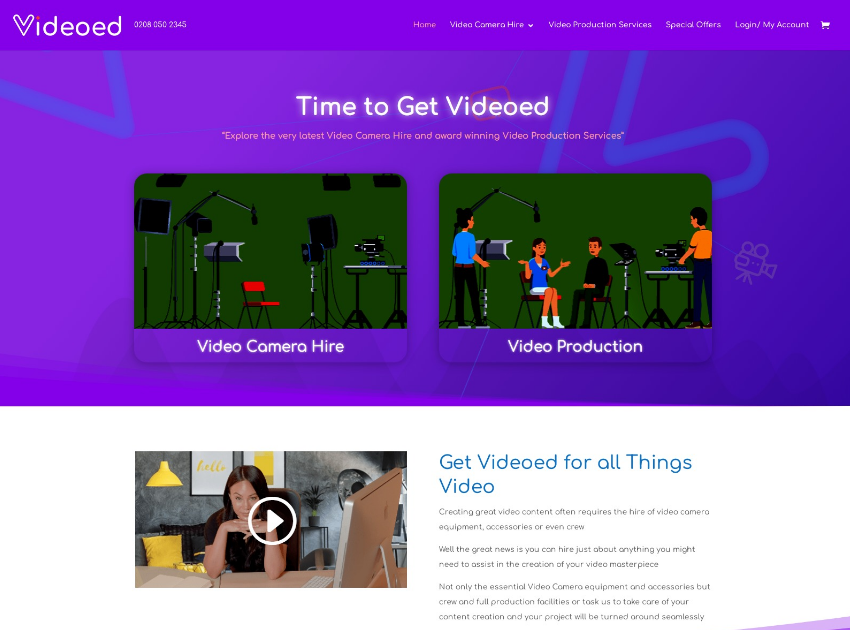 Videoed
0208 050 2345
Home
Video Camera Hire
Video Production Services
Special Offers
Login/ My Account
Time to Get Videoed
"Explore the very latest Video Camera Hire and award winning Video Production Services"
Video Camera Hire
Video Production
hello
Get Videoed for all Things
Video
Creating great video content often requires the hire of video camera
equipment, accessories or even crew
Well the great news is you can hire just about anything you might
need to assist in the creation of your video masterpiece
Not only the essential Video Camera equipment and accessories but
crew and full production facilities or task us to take care of your
content creation and your project will be turned around seamlessly